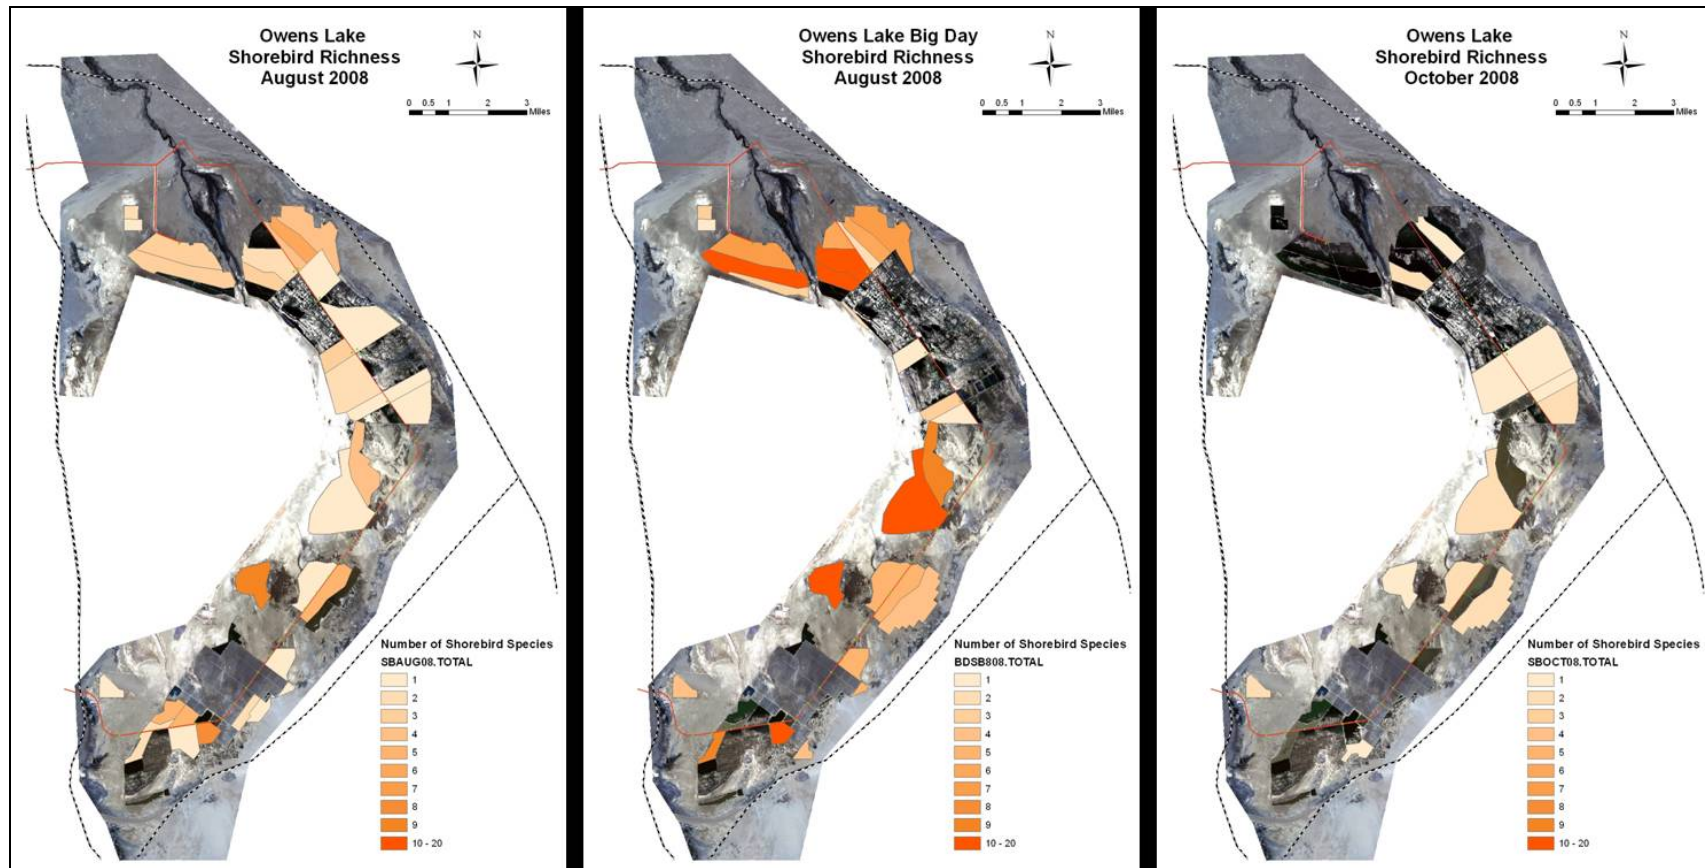 Owens Lake
Shorebird Richness
August 2008
N
0 0.5 1 2 3
Miles
Number of Shorebird Species
SBAUG08.TOTAL
1
2
3
4
5
6
7
8
9
10 - 20
Owens Lake Big Day
Shorebird Richness
August 2008
N
0 0.5 1 2 3
Miles
Number of Shorebird Species
BDSB808.TOTAL
1
2
3
4
5
6
7
8
9
10 - 20
Owens Lake
Shorebird Richness
October 2008
N
0 0.5 1 2 3
Miles
Number of Shorebird Species
SBOCT08.TOTAL
1
2
3
4
5
6
7
8
9
10 - 20